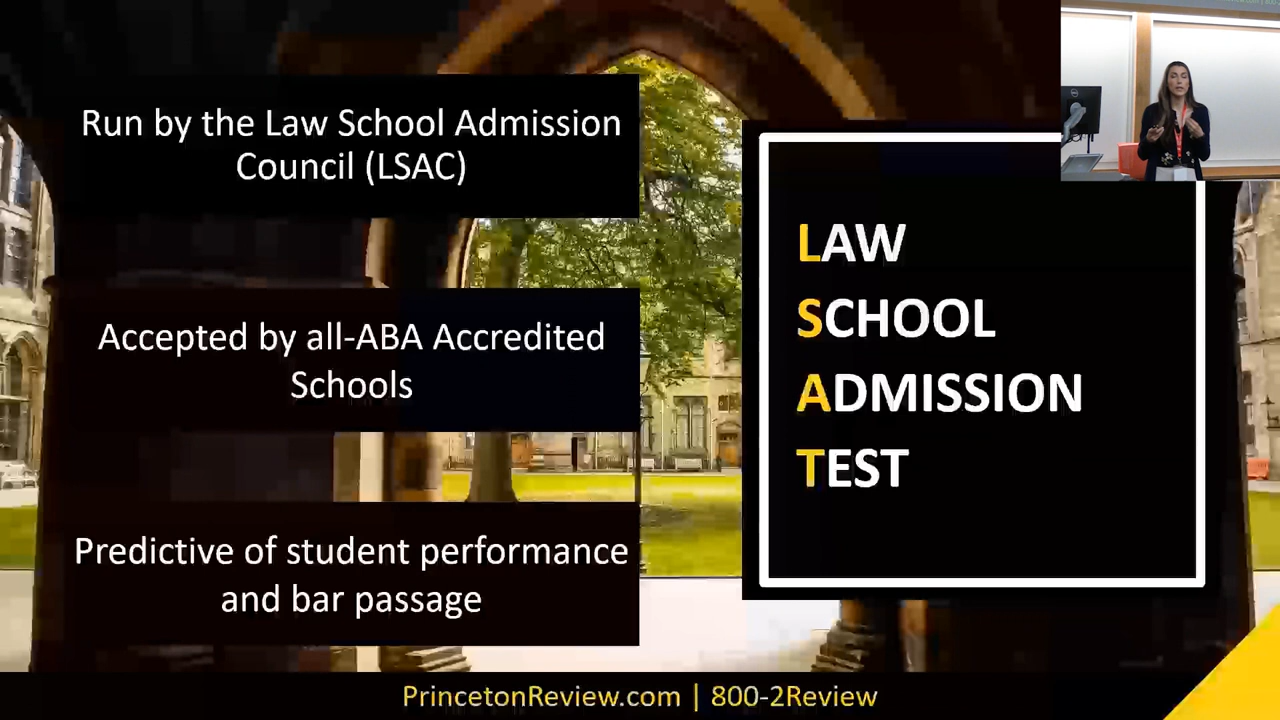 Run by the Law School Admission
Council (LSAC)
Accepted by all-ABA Accredited
Schools
Predictive of student performance
and bar passage
LAW
SCHOOL
ADMISSION
TEST
PrincetonReview.com | 800-2Review